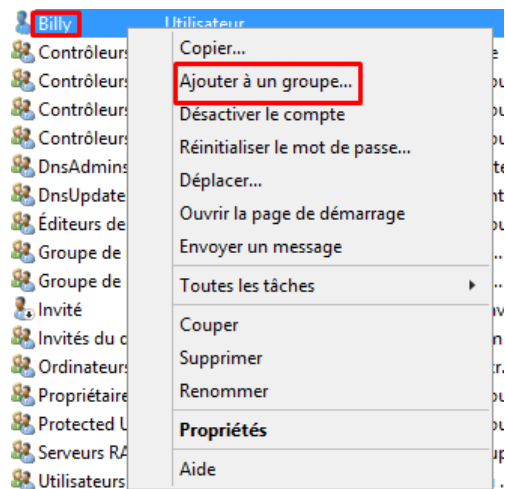 Billy Utilisateur
Contrôleurs
Contrôleurs
Contrôleurs
Contrôleurs
DnsAdmins
DnsUpdate
Éditeurs de
Groupe de
Groupe de
Invité
Invités du
Ordinateurs
Propriétaire
Protected
Serveurs
Utilisateurs
Copier...
Ajouter à un groupe...
Désactiver le compte
Réinitialiser le mot de passe...
Déplacer...
Ouvrir la page de démarrage
Envoyer un message
Toutes les tâches
Couper
Supprimer
Renommer
Propriétés
Aide